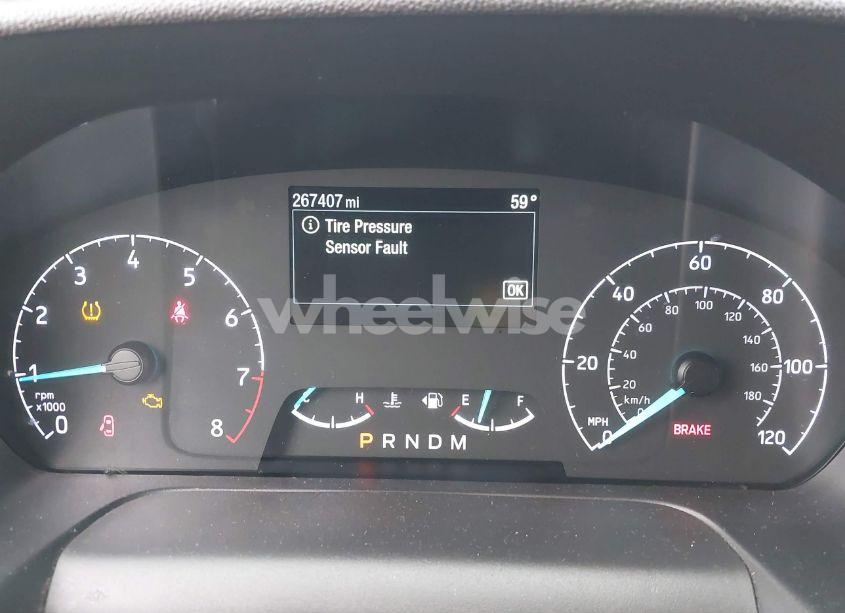 267407 mi 59°
Tire Pressure
Sensor Fault
OK
wheelwise
0 1 2 3 4 5 6 7 8
rpm
x1000
C H E F
P R N D M
0 20 40 60 80 100 120
MPH
0 20 40 60 80 100 120 140 160 180
km/h
BRAKE